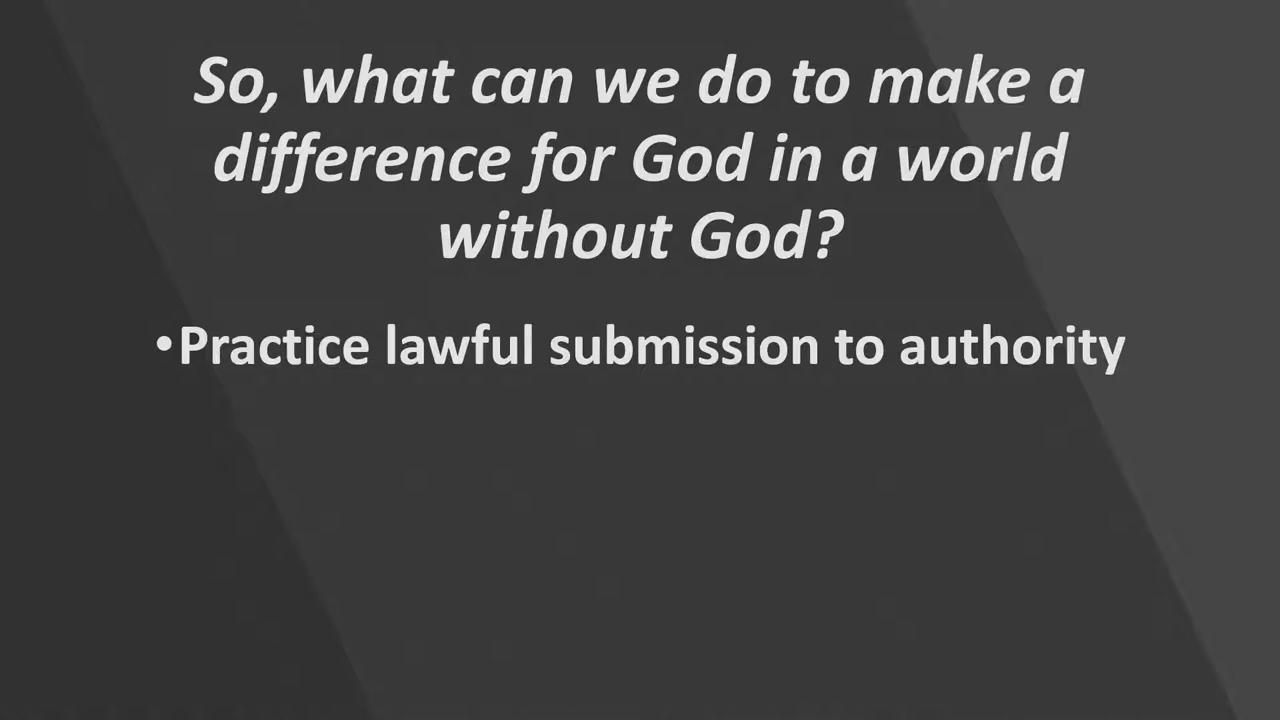 So, what can we do to make a
difference for God in a world
without God?
•Practice lawful submission to authority